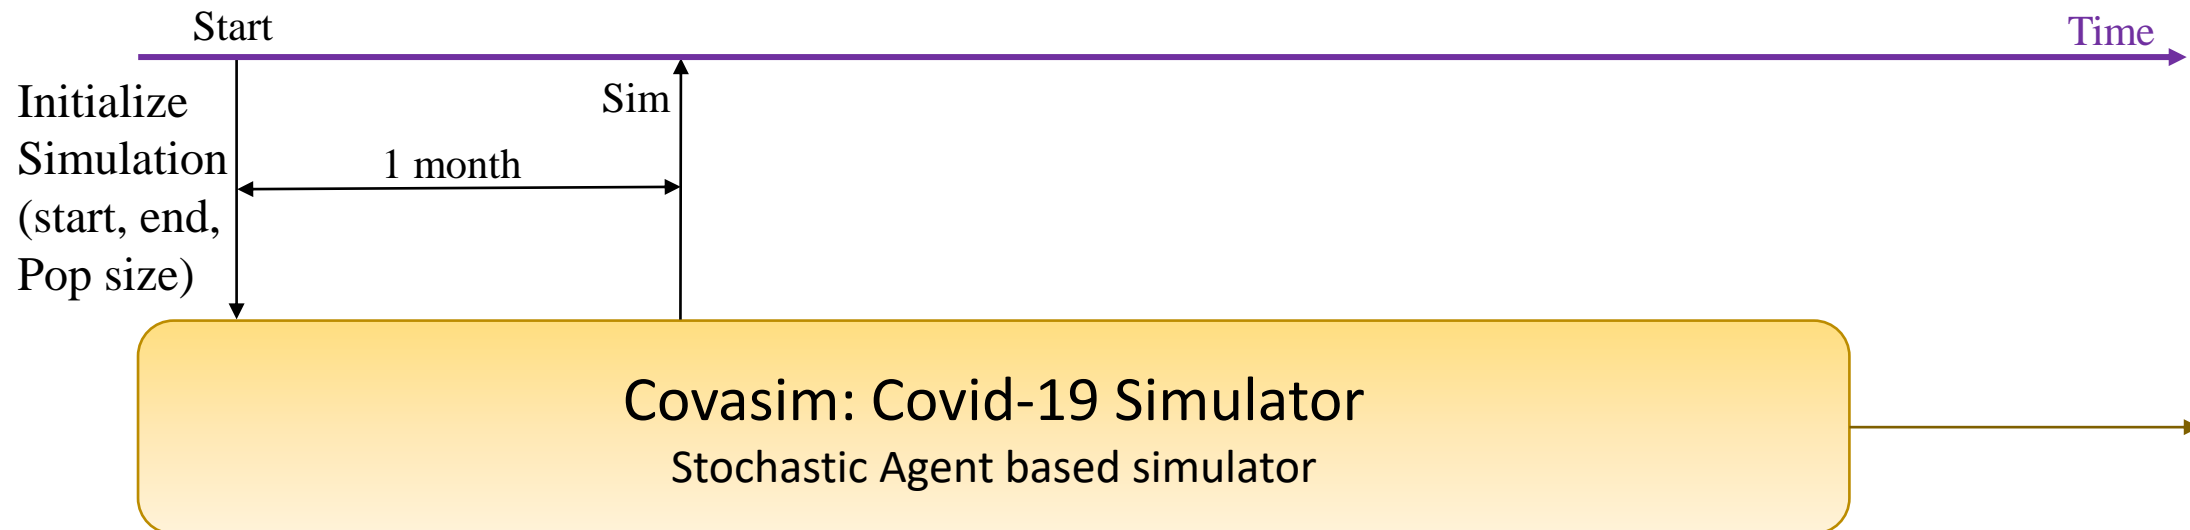 Start
Time
Initialize
Simulation
(start, end,
Pop size)
Sim
1 month
Covasim: Covid-19 Simulator
Stochastic Agent based simulator